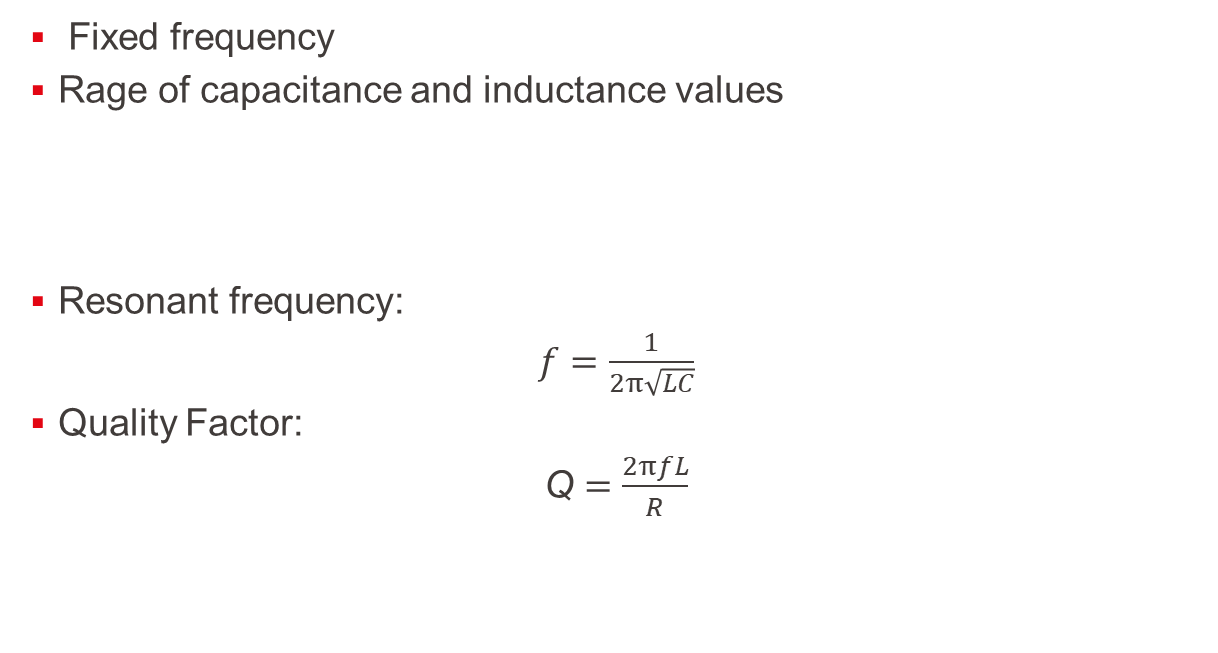 ▪ Fixed frequency
▪ Rage of capacitance and inductance values
▪ Resonant frequency:
f = 1/(2π√LC)
▪ Quality Factor:
Q = 2πfL/R